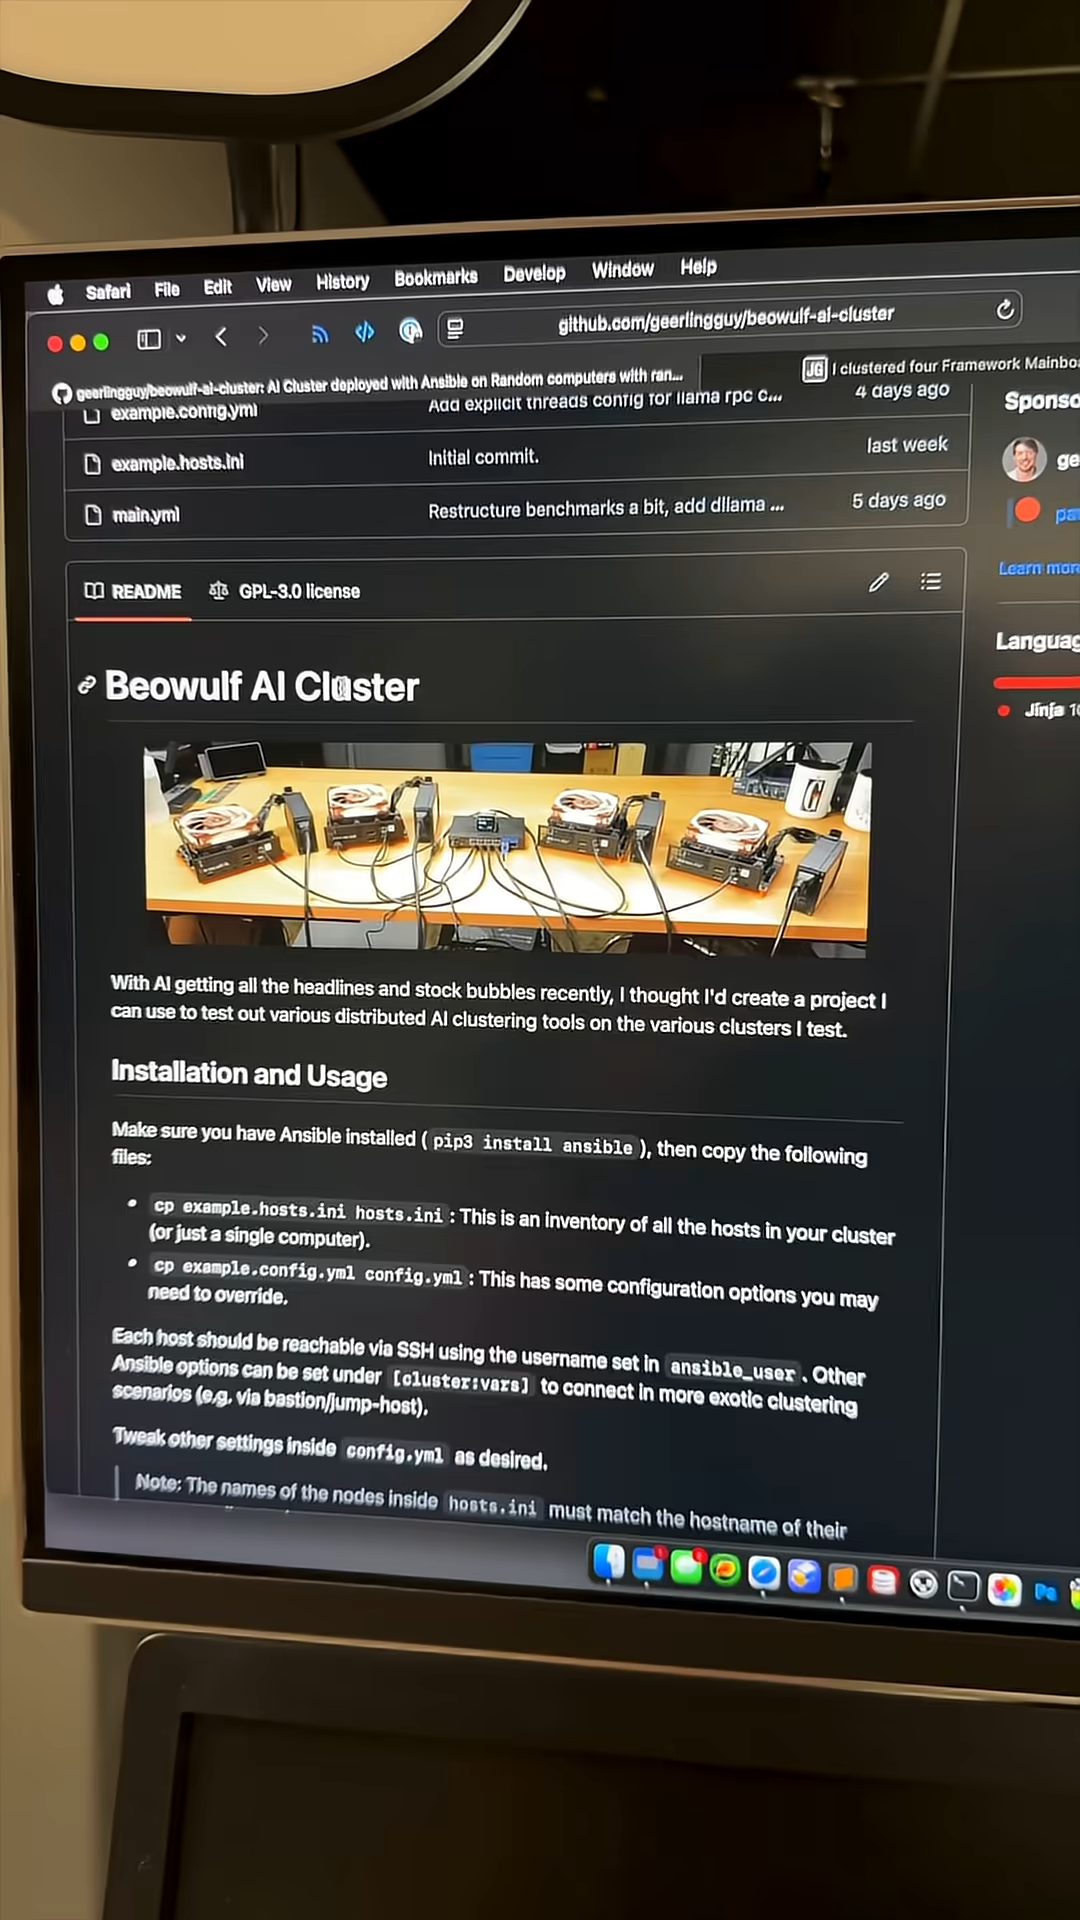 Safari File Edit View History Bookmarks Develop Window Help
github.com/geerlingguy/beowulf-ai-cluster
geerlingguy/beowulf-ai-cluster: AI Cluster deployed with Ansible on Random computers with ran...
JG I clustered four Framework Mainbo
example.config.yml Add explicit threads config for llama rpc c... 4 days ago
example.hosts.ini Initial commit. last week
main.yml Restructure benchmarks a bit, add dllama ... 5 days ago
Sponso
ge
Learn mor
Languag
Jinja
README GPL-3.0 license
Beowulf AI Cluster
With AI getting all the headlines and stock bubbles recently, I thought I'd create a project I
can use to test out various distributed AI clustering tools on the various clusters I test.
Installation and Usage
Make sure you have Ansible installed ( pip3 install ansible ), then copy the following
files:
• cp example.hosts.ini hosts.ini : This is an inventory of all the hosts in your cluster
(or just a single computer).
• cp example.config.yml config.yml : This has some configuration options you may
need to override.
Each host should be reachable via SSH using the username set in ansible_user . Other
Ansible options can be set under [cluster:vars] to connect in more exotic clustering
scenarios (e.g. via bastion/jump-host).
Tweak other settings inside config.yml as desired.
Note: The names of the nodes inside hosts.ini must match the hostname of their